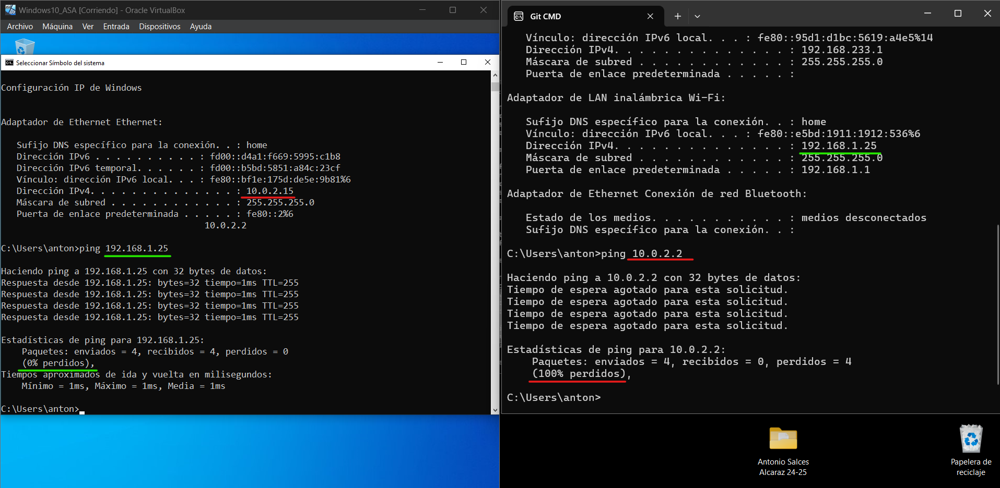 Windows10_ASA [Corriendo] - Oracle VirtualBox
Archivo Máquina Ver Entrada Dispositivos Ayuda
Seleccionar Símbolo del sistema
Configuración IP de Windows
Adaptador de Ethernet Ethernet:
Sufijo DNS específico para la conexión. . : home
Dirección IPv6 . . . . . . . . . . : fd00::d4a1:f669:5995:c1b8
Dirección IPv6 temporal. . . . . . : fd00::b5bd:5851:a84c:23cf
Vínculo: dirección IPv6 local. . . : fe80::bf1e:175d:de5e:9b81%6
Dirección IPv4. . . . . . . . . . . . . . : 10.0.2.15
Máscara de subred . . . . . . . . . . . . : 255.255.255.0
Puerta de enlace predeterminada . . . . . : fe80::2%6
10.0.2.2
C:\Users\anton>ping 192.168.1.25
Haciendo ping a 192.168.1.25 con 32 bytes de datos:
Respuesta desde 192.168.1.25: bytes=32 tiempo=1ms TTL=255
Respuesta desde 192.168.1.25: bytes=32 tiempo=1ms TTL=255
Respuesta desde 192.168.1.25: bytes=32 tiempo=1ms TTL=255
Respuesta desde 192.168.1.25: bytes=32 tiempo=1ms TTL=255
Estadísticas de ping para 192.168.1.25:
Paquetes: enviados = 4, recibidos = 4, perdidos = 0
(0% perdidos),
Tiempos aproximados de ida y vuelta en milisegundos:
Mínimo = 1ms, Máximo = 1ms, Media = 1ms
C:\Users\anton>
Git CMD
Vínculo: dirección IPv6 local. . . : fe80::95d1:d1bc:5619:a4e5%14
Dirección IPv4. . . . . . . . . . . . . . : 192.168.233.1
Máscara de subred . . . . . . . . . . . . : 255.255.255.0
Puerta de enlace predeterminada . . . . . :
Adaptador de LAN inalámbrica Wi-Fi:
Sufijo DNS específico para la conexión. . : home
Vínculo: dirección IPv6 local. . . : fe80::e5bd:1911:1912:536%6
Dirección IPv4. . . . . . . . . . . . . . : 192.168.1.25
Máscara de subred . . . . . . . . . . . . : 255.255.255.0
Puerta de enlace predeterminada . . . . . : 192.168.1.1
Adaptador de Ethernet Conexión de red Bluetooth:
Estado de los medios. . . . . . . . . . . : medios desconectados
Sufijo DNS específico para la conexión. . :
C:\Users\anton>ping 10.0.2.2
Haciendo ping a 10.0.2.2 con 32 bytes de datos:
Tiempo de espera agotado para esta solicitud.
Tiempo de espera agotado para esta solicitud.
Tiempo de espera agotado para esta solicitud.
Tiempo de espera agotado para esta solicitud.
Estadísticas de ping para 10.0.2.2:
Paquetes: enviados = 4, recibidos = 0, perdidos = 4
(100% perdidos),
C:\Users\anton>
Antonio Salces
Alcaraz 24-25
Papelera de
reciclaje